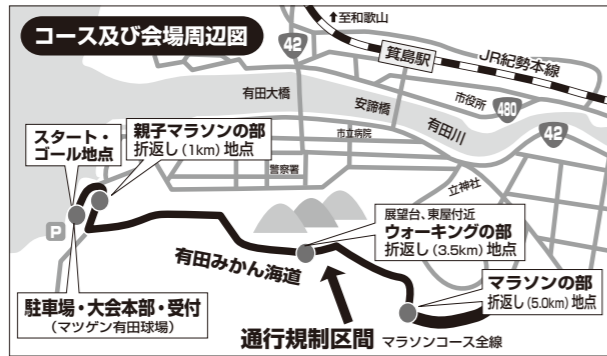 コース及び会場周辺図
↑至和歌山
42
箕島駅
JR紀勢本線
有田大橋
安諦橋
市役所
480
スタート・
ゴール地点
親子マラソンの部
折返し(1km)地点
市立病院
有田川
42
警察署
立神社
P
展望台、東屋付近
ウォーキングの部
折返し(3.5km)地点
有田みかん海道
マラソンの部
折返し(5.0km)地点
駐車場・大会本部・受付
(マツゲン有田球場)
通行規制区間 マラソンコース全線